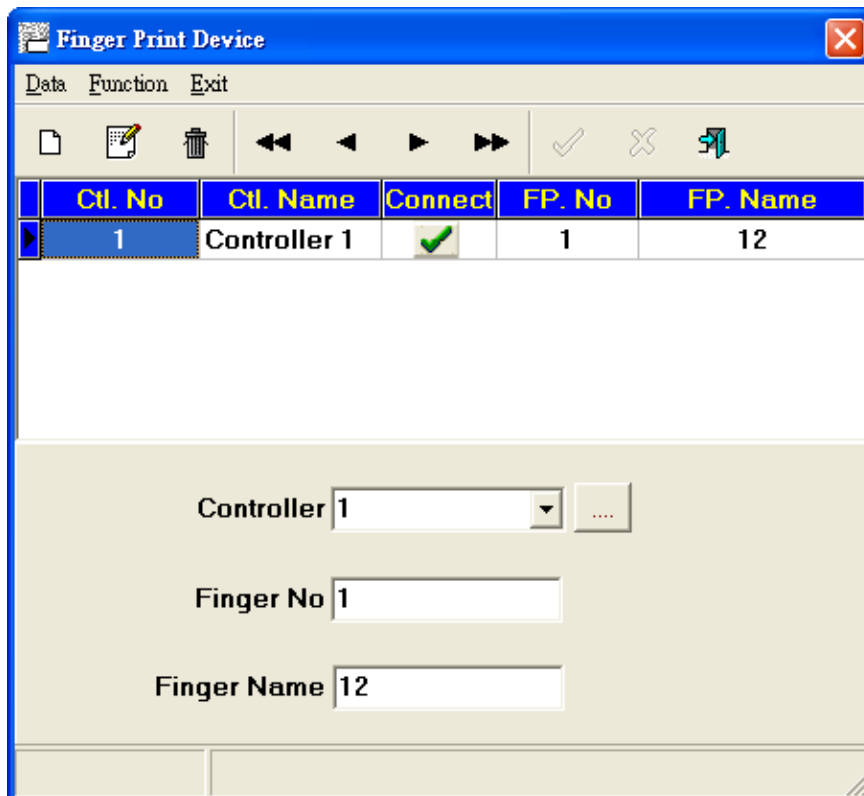 Finger Print Device
Data Function Exit
Ctl. No Ctl. Name Connect FP. No FP. Name
1 Controller 1 1 12
Controller 1 ....
Finger No 1
Finger Name 12